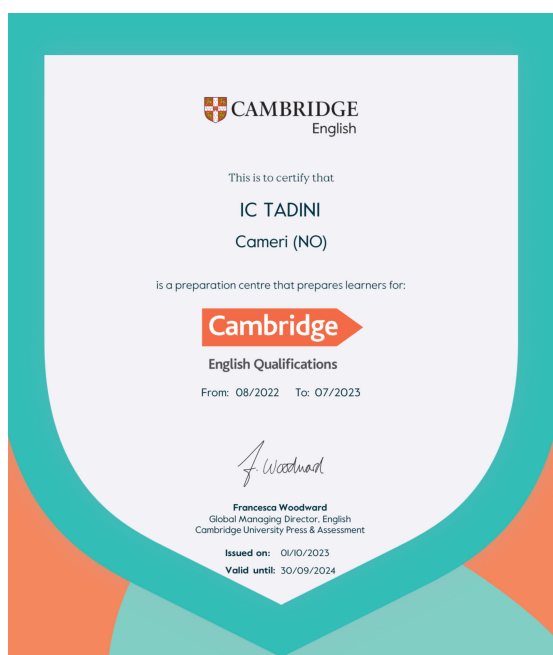 CAMBRIDGE
English
This is to certify that
IC TADINI
Cameri (NO)
is a preparation centre that prepares learners for:
Cambridge
English Qualifications
From: 08/2022 To: 07/2023
F. Woodward
Francesca Woodward
Global Managing Director, English
Cambridge University Press & Assessment
Issued on: 01/10/2023
Valid until: 30/09/2024